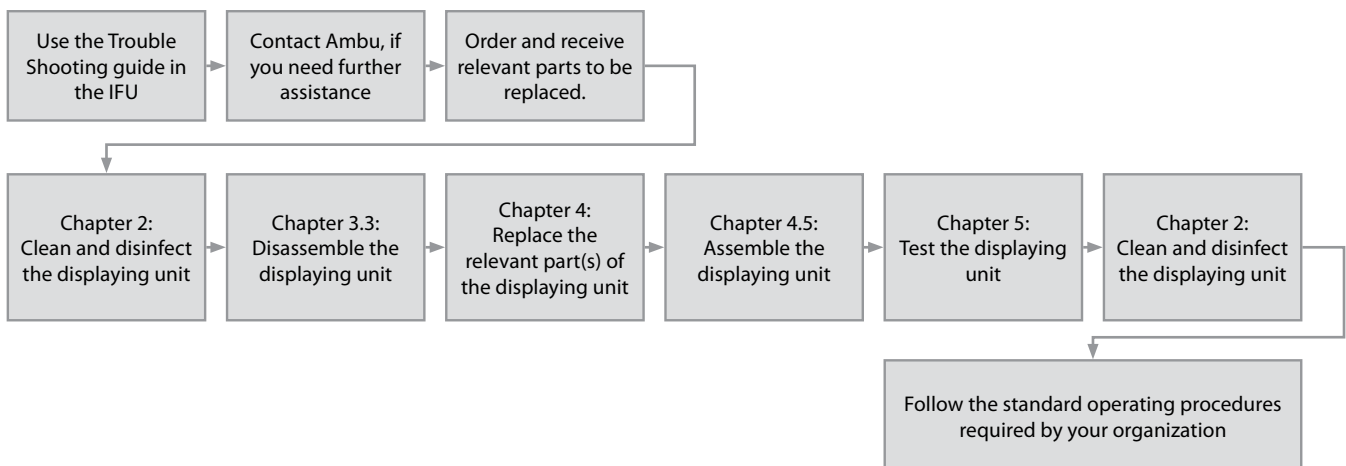 Use the Trouble
Shooting guide in
the IFU
Contact Ambu, if
you need further
assistance
Order and receive
relevant parts to be
replaced.
Chapter 2:
Clean and disinfect
the displaying unit
Chapter 3.3:
Disassemble the
displaying unit
Chapter 4:
Replace the
relevant part(s) of
the displaying unit
Chapter 4.5:
Assemble the
displaying unit
Chapter 5:
Test the displaying
unit
Chapter 2:
Clean and disinfect
the displaying unit
Follow the standard operating procedures
required by your organization